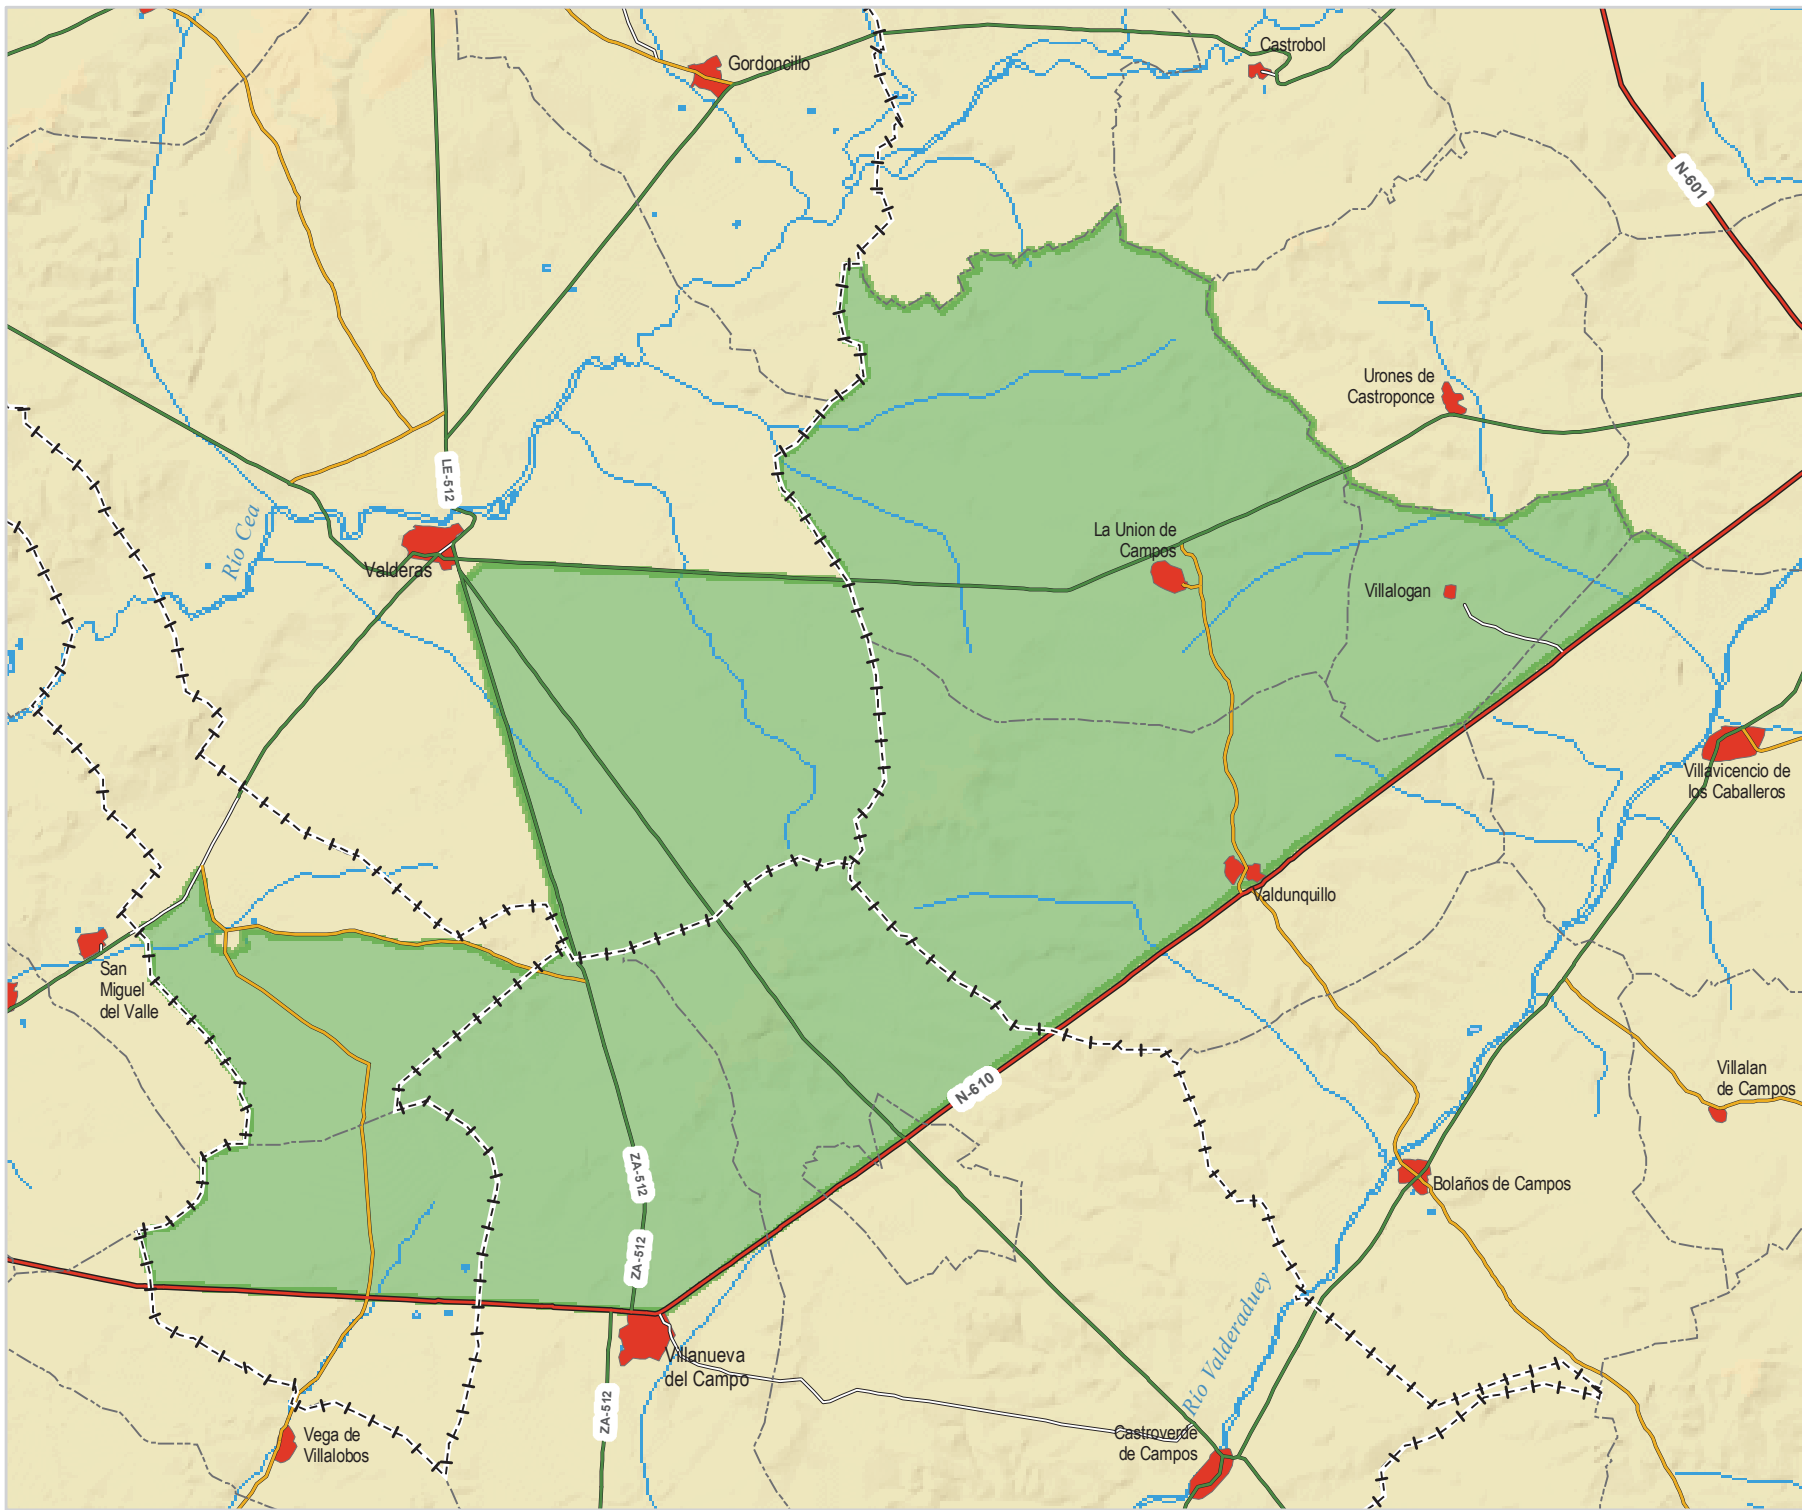 Castrobol
Gordoncillo
N-601
Urones de
Castroponce
LE-512
Río Cea
La Union de
Campos
Valderas
Villalogan
Villavicencio de
los Caballeros
Valdunquillo
San
Miguel
del Valle
N-610
Villalan
de Campos
ZA-512
Bolaños de Campos
ZA-512
Río Valderaduey
Villanueva
del Campo
ZA-512
Vega de
Villalobos
Castroverde
de Campos